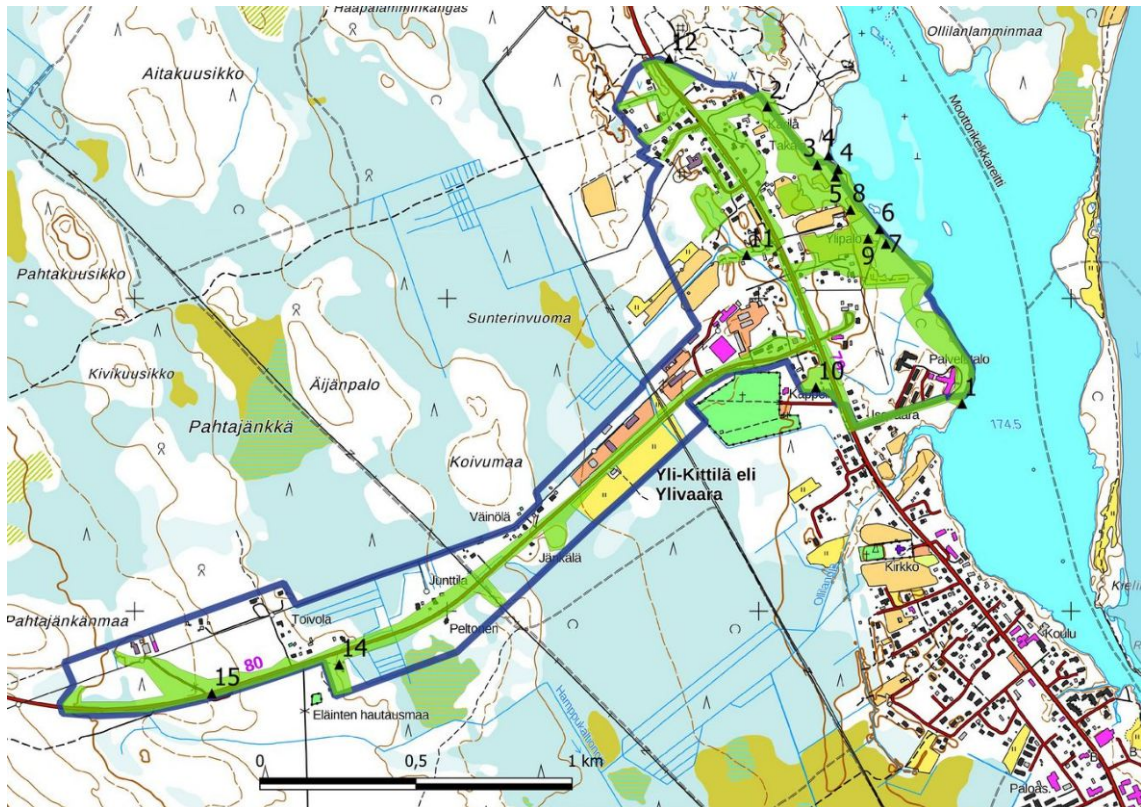 Haapalamminkangas
Ollilanlamminmaa
Aitakuusikko
12
2
Moottorikelkkareitti
4
3
4
5
8
6
Ylipalo
7
9
11
Pahtakuusikko
Sunterinvuoma
Kivikuusikko
Äijänpalo
Palvelutalo
10
1
Pahtajänkkä
174.5
Koivumaa
Yli-Kittilä eli
Ylivaara
Väinölä
Jänkälä
Kirkko
Junttila
Toivola
Pahtajänkänmaa
Peltonen
Koulu
80
14
15
Eläinten hautausmaa
0
0,5
1 km
Paloas.